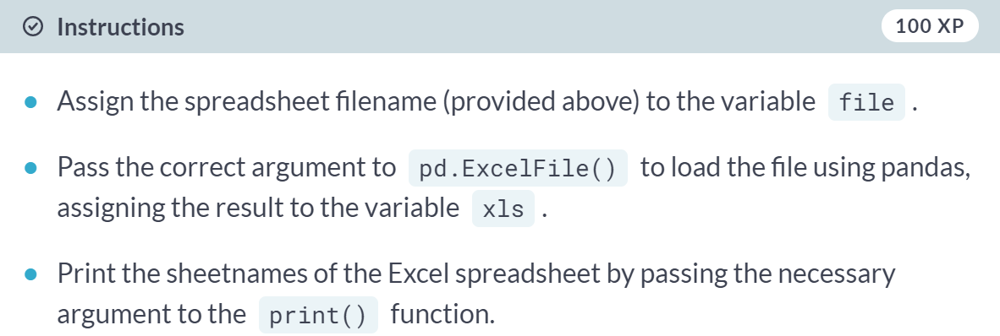 Instructions 100 XP
Assign the spreadsheet filename (provided above) to the variable file .
Pass the correct argument to pd.ExcelFile() to load the file using pandas,
assigning the result to the variable xls .
Print the sheetnames of the Excel spreadsheet by passing the necessary
argument to the print() function.